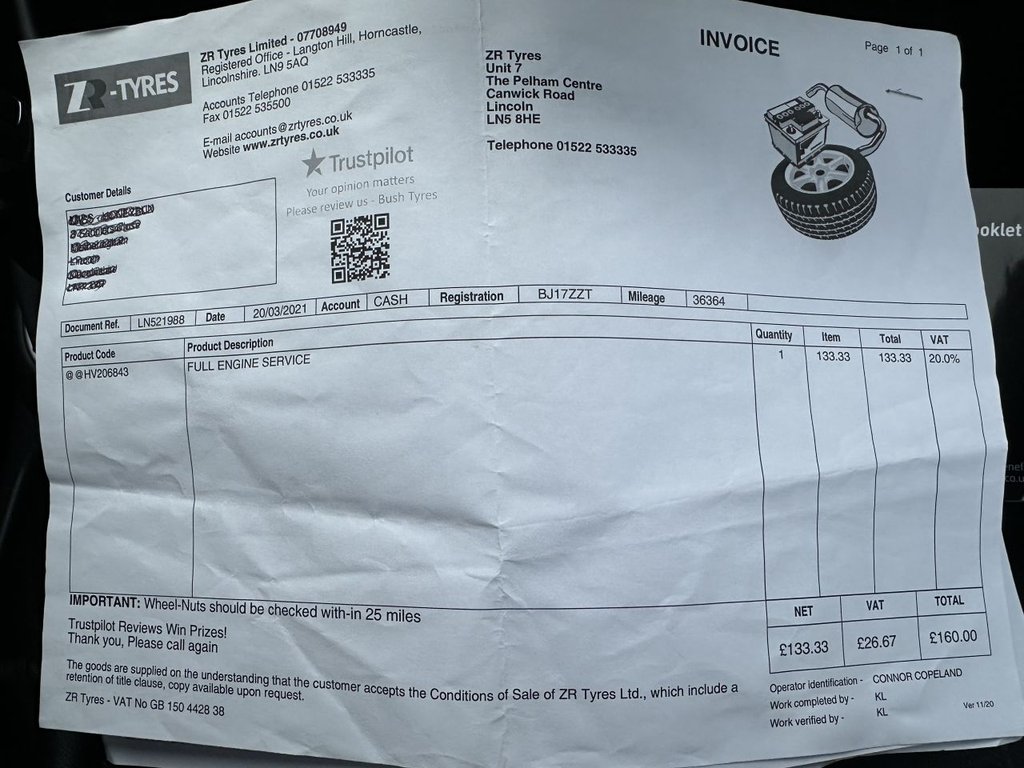 ZR-TYRES
ZR Tyres Limited - 07708949
Registered Office - Langton Hill, Horncastle,
Lincolnshire. LN9 5AQ
Accounts Telephone 01522 533335
Fax 01522 535500
E-mail accounts@zrtyres.co.uk
Website www.zrtyres.co.uk
Trustpilot
Your opinion matters
Please review us - Bush Tyres
ZR Tyres
Unit 7
The Pelham Centre
Canwick Road
Lincoln
LN5 8HE
Telephone 01522 533335
INVOICE
Page 1 of 1
Customer Details
Document Ref. LN521988 Date 20/03/2021 Account CASH Registration BJ17ZZT Mileage 36364
Product Code Product Description Quantity Item Total VAT
@@HV206843 FULL ENGINE SERVICE 1 133.33 133.33 20.0%
IMPORTANT: Wheel-Nuts should be checked with-in 25 miles
Trustpilot Reviews Win Prizes!
Thank you, Please call again
The goods are supplied on the understanding that the customer accepts the Conditions of Sale of ZR Tyres Ltd., which include a
retention of title clause, copy available upon request.
ZR Tyres - VAT No GB 150 4428 38
NET VAT TOTAL
£133.33 £26.67 £160.00
Operator identification - CONNOR COPELAND
Work completed by - KL
Work verified by - KL
Ver 11/20
ooklet